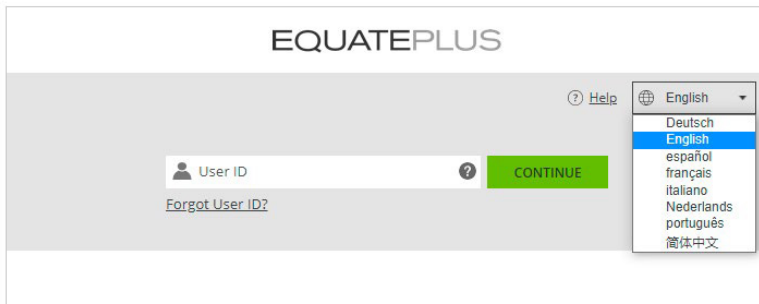 EQUATEPLUS
? Help
English
Deutsch
English
español
français
italiano
Nederlands
português
简体中文
User ID ?
CONTINUE
Forgot User ID?